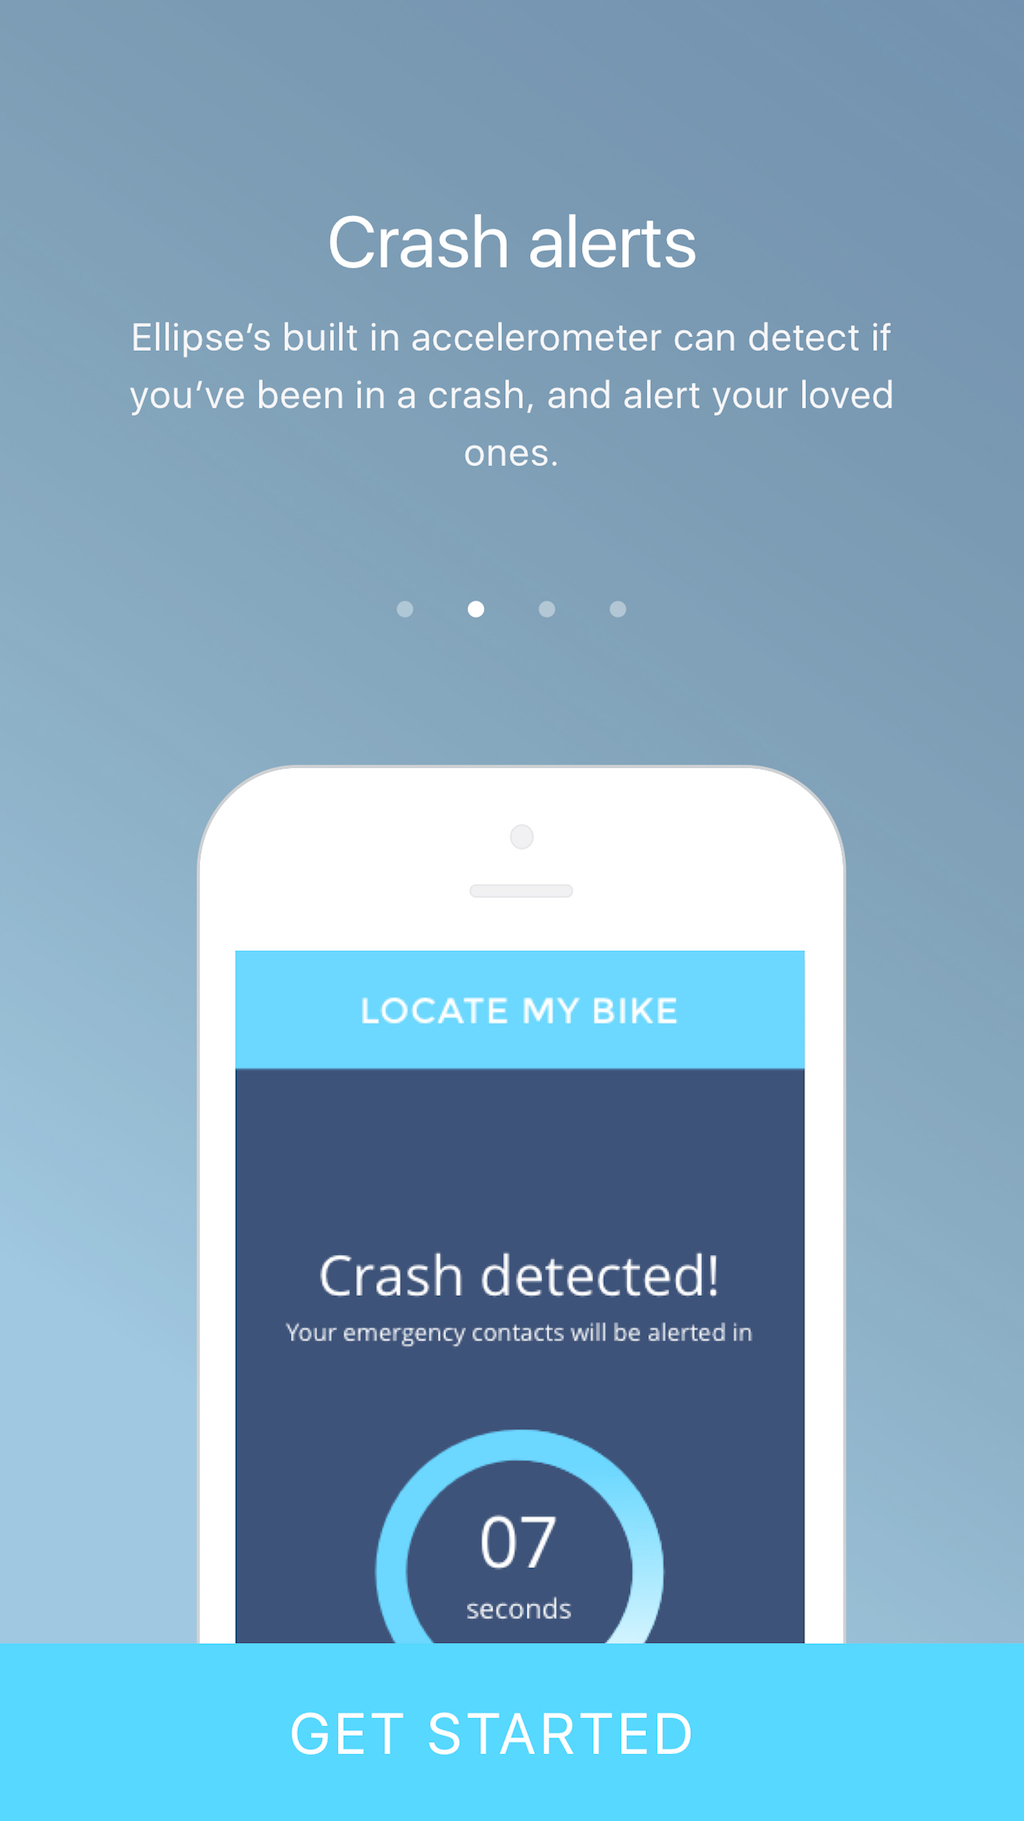 Crash alerts
Ellipse’s built in accelerometer can detect if
you’ve been in a crash, and alert your loved
ones.
LOCATE MY BIKE
Crash detected!
Your emergency contacts will be alerted in
07
seconds
GET STARTED